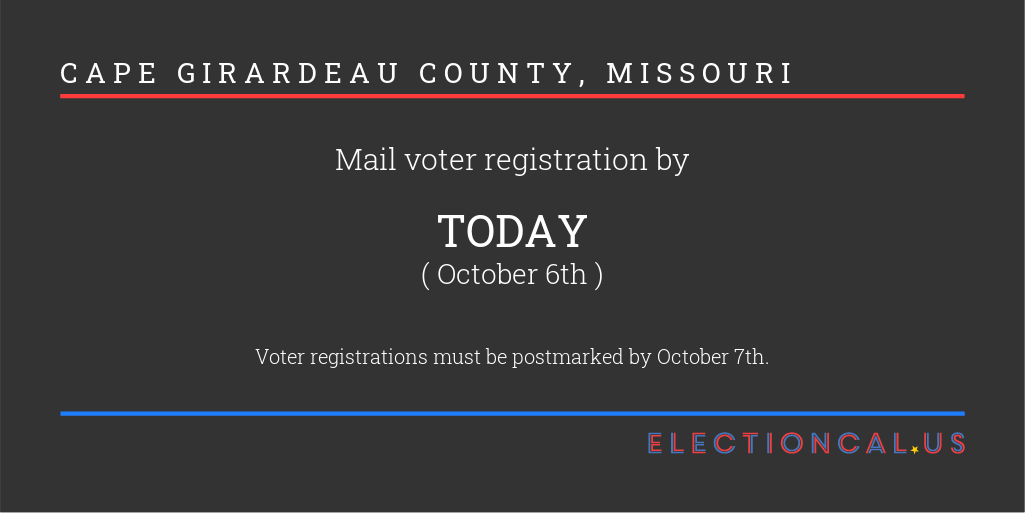 CAPE GIRARDEAU COUNTY, MISSOURI
Mail voter registration by
TODAY
( October 6th )
Voter registrations must be postmarked by October 7th.
ELECTIONCAL.US